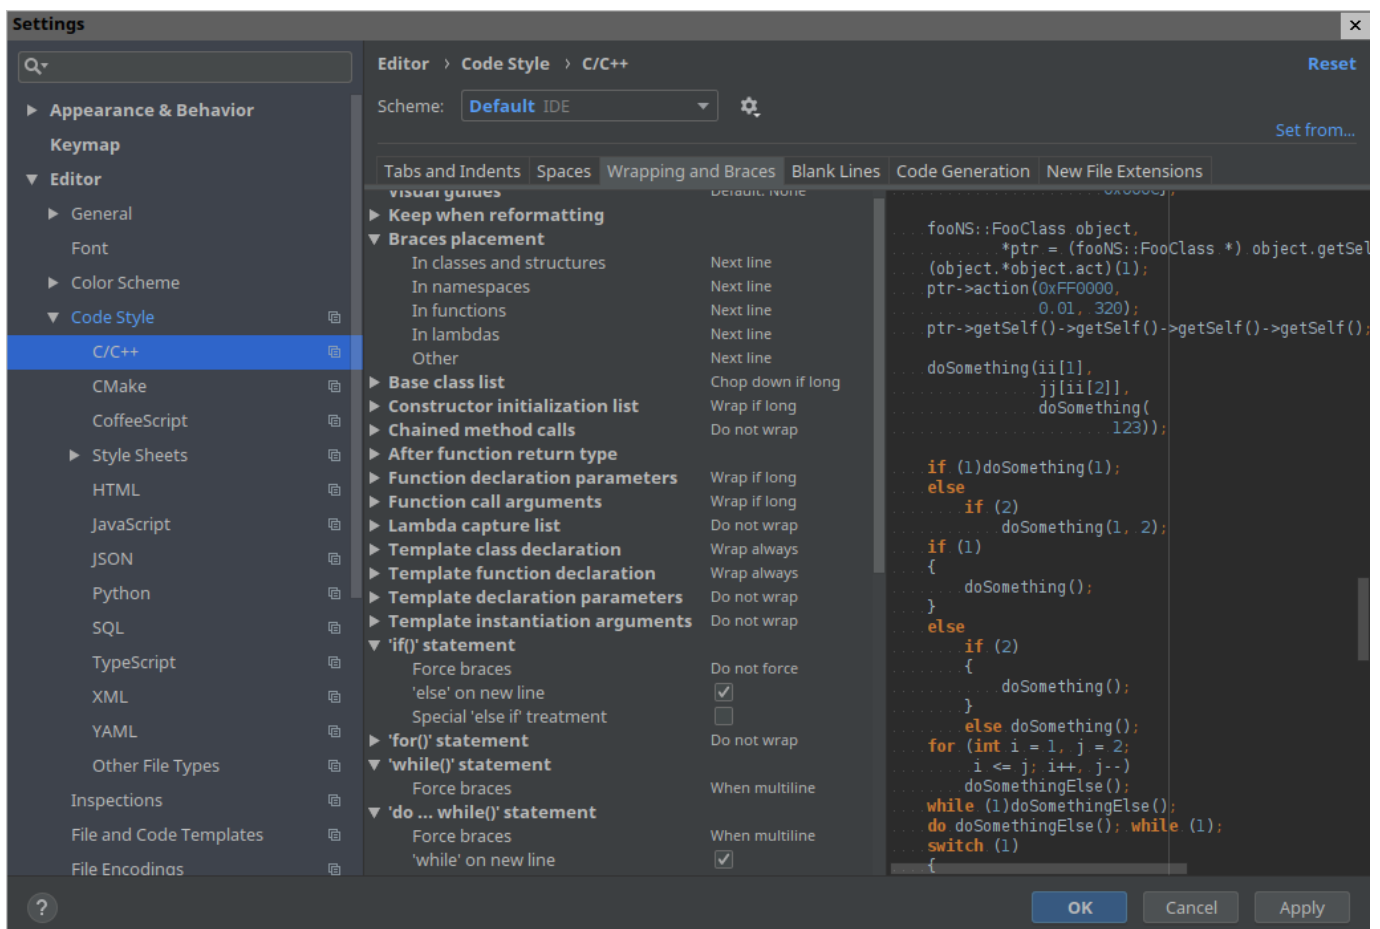 Settings
Editor › Code Style › C/C++
Reset
Scheme: Default IDE
Set from...
Appearance & Behavior
Keymap
Editor
General
Font
Color Scheme
Code Style
C/C++
CMake
CoffeeScript
Style Sheets
HTML
JavaScript
JSON
Python
SQL
TypeScript
XML
YAML
Other File Types
Inspections
File and Code Templates
File Encodings
Tabs and Indents Spaces Wrapping and Braces Blank Lines Code Generation New File Extensions
Visual guides Default: None
Keep when reformatting
Braces placement
In classes and structures Next line
In namespaces Next line
In functions Next line
In lambdas Next line
Other Next line
Base class list Chop down if long
Constructor initialization list Wrap if long
Chained method calls Do not wrap
After function return type
Function declaration parameters Wrap if long
Function call arguments Wrap if long
Lambda capture list Do not wrap
Template class declaration Wrap always
Template function declaration Wrap always
Template declaration parameters Do not wrap
Template instantiation arguments Do not wrap
'if()' statement
Force braces Do not force
'else' on new line
Special 'else if' treatment
'for()' statement Do not wrap
'while()' statement
Force braces When multiline
'do ... while()' statement
Force braces When multiline
'while' on new line
0x000C};
fooNS::FooClass object,
*ptr = (fooNS::FooClass *) object.getSel
(object.*object.act)(1);
ptr->action(0xFF0000,
0.01, 320);
ptr->getSelf()->getSelf()->getSelf()->getSelf();
doSomething(ii[1],
jj[ii[2]],
doSomething(
123));
if (1)doSomething(1);
else
if (2)
doSomething(1, 2);
if (1)
{
doSomething();
}
else
if (2)
{
doSomething();
}
else doSomething();
for (int i = 1, j = 2;
i <= j; i++, j--)
doSomethingElse();
while (1)doSomethingElse();
do doSomethingElse(); while (1);
switch (1)
{
?
OK Cancel Apply